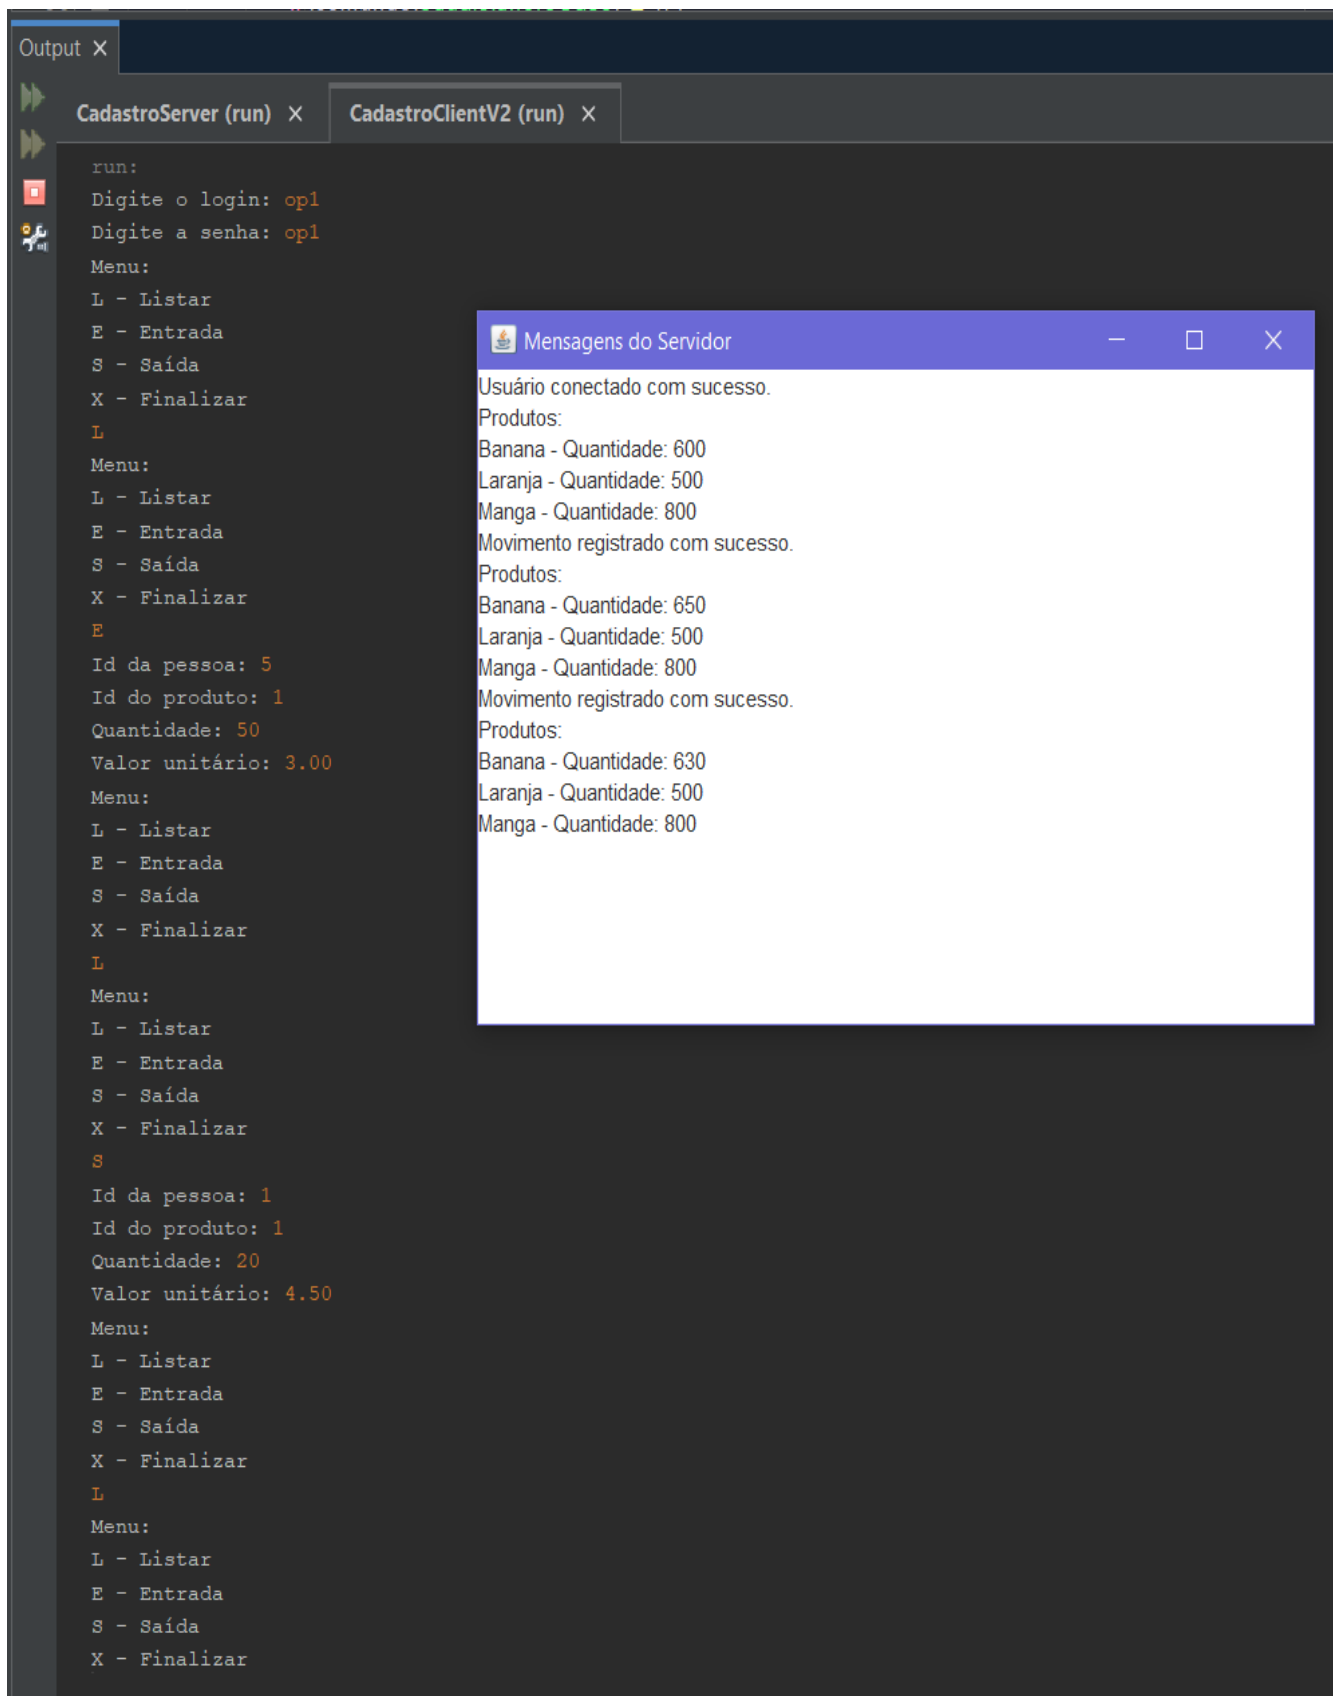 Output
CadastroServer (run)
CadastroClientV2 (run)
run:
Digite o login: op1
Digite a senha: op1
Menu:
L - Listar
E - Entrada
S - Saída
X - Finalizar
L
Menu:
L - Listar
E - Entrada
S - Saída
X - Finalizar
E
Id da pessoa: 5
Id do produto: 1
Quantidade: 50
Valor unitário: 3.00
Menu:
L - Listar
E - Entrada
S - Saída
X - Finalizar
L
Menu:
L - Listar
E - Entrada
S - Saída
X - Finalizar
S
Id da pessoa: 1
Id do produto: 1
Quantidade: 20
Valor unitário: 4.50
Menu:
L - Listar
E - Entrada
S - Saída
X - Finalizar
L
Menu:
L - Listar
E - Entrada
S - Saída
X - Finalizar
Mensagens do Servidor
Usuário conectado com sucesso.
Produtos:
Banana - Quantidade: 600
Laranja - Quantidade: 500
Manga - Quantidade: 800
Movimento registrado com sucesso.
Produtos:
Banana - Quantidade: 650
Laranja - Quantidade: 500
Manga - Quantidade: 800
Movimento registrado com sucesso.
Produtos:
Banana - Quantidade: 630
Laranja - Quantidade: 500
Manga - Quantidade: 800